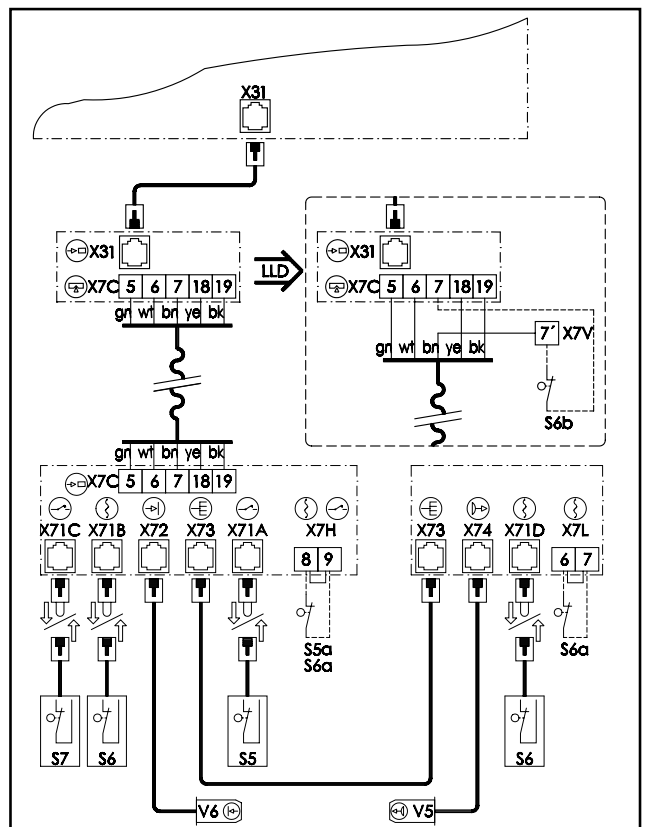 X31
X31
X7C 5 6 7 18 19
gn wt bn ye bk
LLD
X31
X7C 5 6 7 18 19
gn wt bn ye bk
7´ X7V
S6b
gn wt bn ye bk
X7C 5 6 7 18 19
X71C X71B X72 X73 X71A X7H
8 9
S5a
S6a
X73 X74 X71D X7L
6 7
S6a
S7 S6 S5 S6
V6 V5